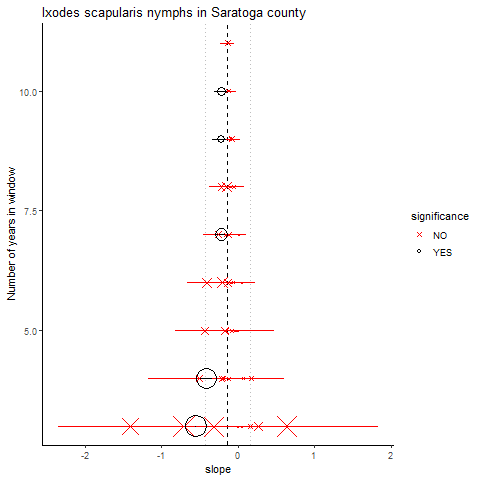 Ixodes scapularis nymphs in Saratoga county
Number of years in window
10.0
7.5
5.0
-2
-1
0
1
2
slope
significance
NO
YES